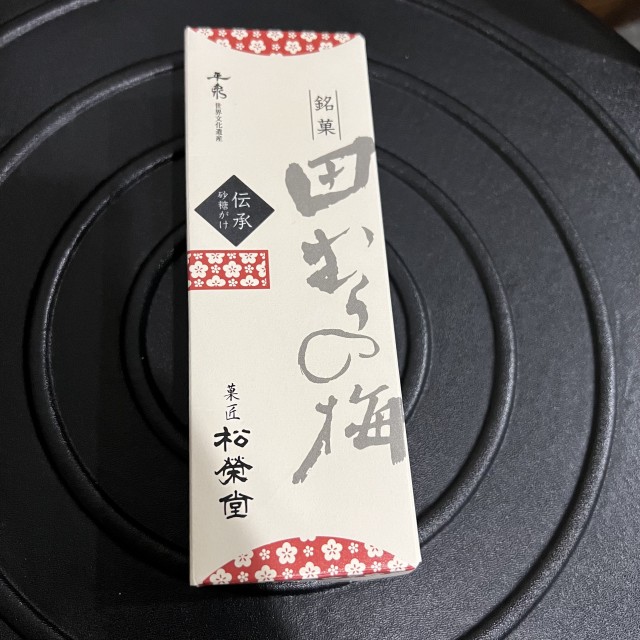 銘菓
田むらの梅
平泉
世界文化遺産
伝承
砂糖がけ
菓匠
松榮堂